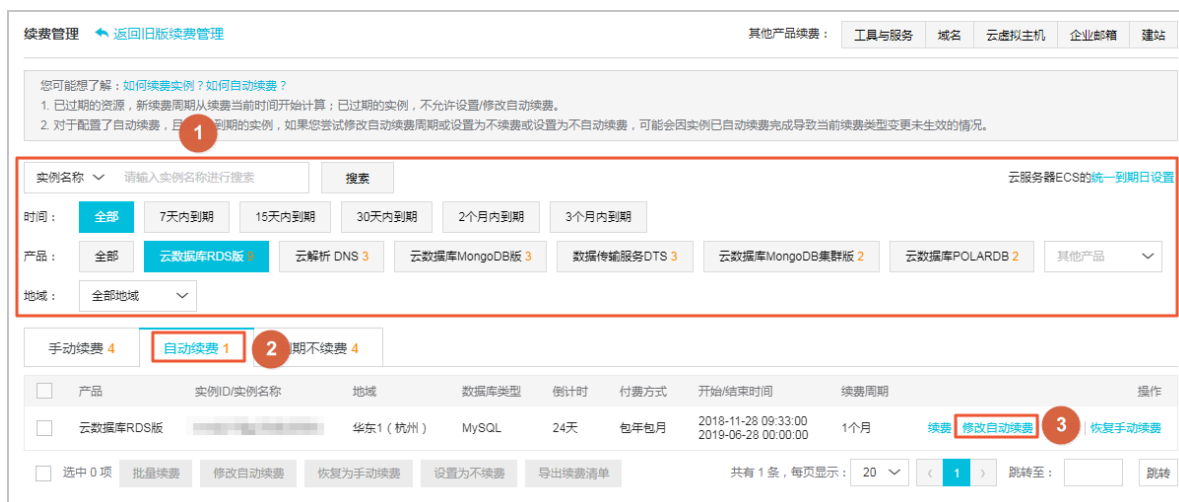 续费管理 返回旧版续费管理 其他产品续费： 工具与服务 域名 云虚拟主机 企业邮箱 建站
您可能想了解：如何续费实例？如何自动续费？
1. 已过期的资源，新续费周期从续费当前时间开始计算；已过期的实例，不允许设置/修改自动续费。
2. 对于配置了自动续费，且 到期的实例，如果您尝试修改自动续费周期或设置为不续费或设置为不自动续费，可能会因实例已自动续费完成导致当前续费类型变更未生效的情况。
1
实例名称 请输入实例名称进行搜索 搜索 云服务器ECS的统一到期日设置
时间： 全部 7天内到期 15天内到期 30天内到期 2个月内到期 3个月内到期
产品： 全部 云数据库RDS版 9 云解析 DNS 3 云数据库MongoDB版 3 数据传输服务DTS 3 云数据库MongoDB集群版 2 云数据库POLARDB 2 其他产品
地域： 全部地域
手动续费 4 自动续费 1 2 期不续费 4
产品 实例ID/实例名称 地域 数据库类型 倒计时 付费方式 开始/结束时间 续费周期 操作
云数据库RDS版 华东1（杭州） MySQL 24天 包年包月 2018-11-28 09:33:00 1个月 续费 修改自动续费 3 恢复手动续费
2019-06-28 00:00:00
选中 0 项 批量续费 修改自动续费 恢复为手动续费 设置为不续费 导出续费清单 共有 1 条，每页显示： 20 1 跳转至： 跳转